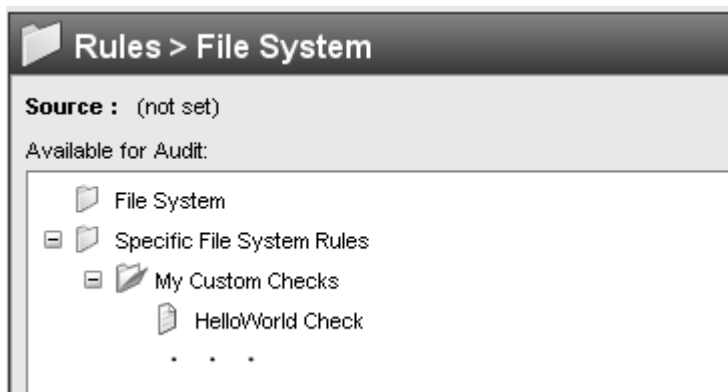 Rules > File System
Source : (not set)
Available for Audit:
File System
Specific File System Rules
My Custom Checks
HelloWorld Check
. . .